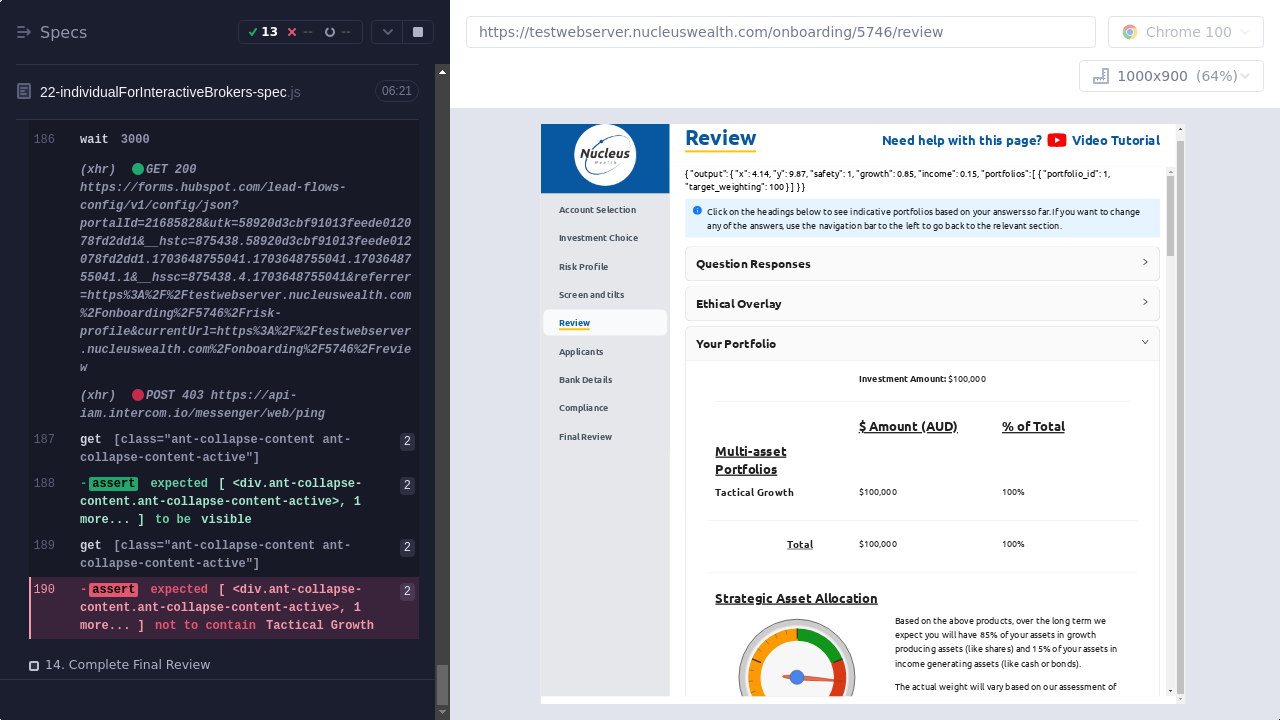 Specs
13
--
--
https://testwebserver.nucleuswealth.com/onboarding/5746/review
Chrome 100
1000x900 (64%)
22-individualForInteractiveBrokers-spec.js
06:21
186 wait 3000
(xhr) GET 200
https://forms.hubspot.com/lead-flows-
config/v1/config/json?
portalId=21685828&utk=58920d3cbf91013feede0120
78fd2dd1&__hstc=875438.58920d3cbf91013feede012
078fd2dd1.1703648755041.1703648755041.17036487
55041.1&__hssc=875438.4.1703648755041&referrer
=https%3A%2F%2Ftestwebserver.nucleuswealth.com
%2Fonboarding%2F5746%2Frisk-
profile&currentUrl=https%3A%2F%2Ftestwebserver
.nucleuswealth.com%2Fonboarding%2F5746%2Frevie
w
(xhr) POST 403 https://api-
iam.intercom.io/messenger/web/ping
187 get [class="ant-collapse-content ant-
collapse-content-active"] 2
188 -assert expected [ <div.ant-collapse-
content.ant-collapse-content-active>, 1
more... ] to be visible 2
189 get [class="ant-collapse-content ant-
collapse-content-active"] 2
190 -assert expected [ <div.ant-collapse-
content.ant-collapse-content-active>, 1
more... ] not to contain Tactical Growth 2
14. Complete Final Review
Nucleus
Wealth
Account Selection
Investment Choice
Risk Profile
Screen and tilts
Review
Applicants
Bank Details
Compliance
Final Review
Review
Need help with this page? Video Tutorial
{ "output": { "x": 4.14, "y": 9.87, "safety": 1, "growth": 0.85, "income": 0.15, "portfolios": [ { "portfolio_id": 1,
"target_weighting": 100 } ] } }
Click on the headings below to see indicative portfolios based on your answers so far. If you want to change
any of the answers, use the navigation bar to the left to go back to the relevant section.
Question Responses
Ethical Overlay
Your Portfolio
Investment Amount: $100,000
$ Amount (AUD) % of Total
Multi-asset
Portfolios
Tactical Growth $100,000 100%
Total $100,000 100%
Strategic Asset Allocation
Based on the above products, over the long term we
expect you will have 85% of your assets in growth
producing assets (like shares) and 15% of your assets in
income generating assets (like cash or bonds).
The actual weight will vary based on our assessment of